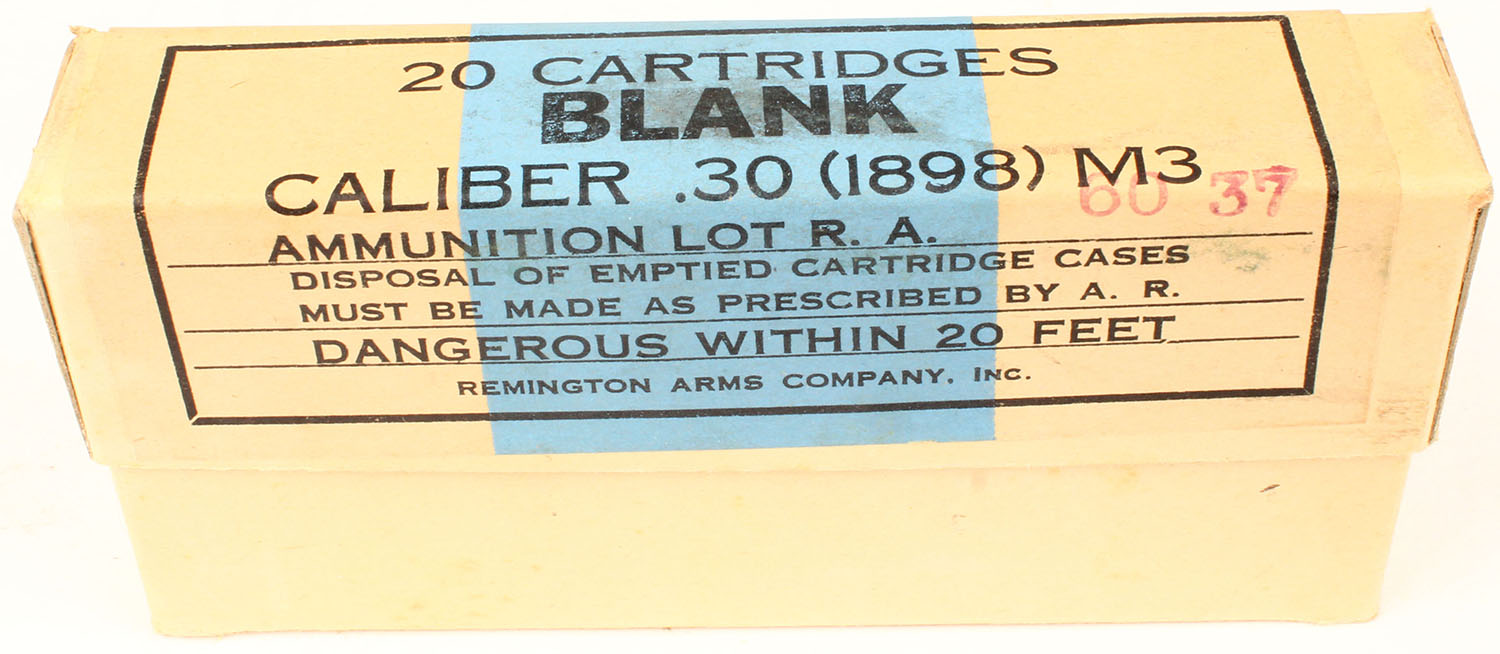 20 CARTRIDGES
BLANK
CALIBER .30 (1898) M3
60 37
AMMUNITION LOT R. A.
DISPOSAL OF EMPTIED CARTRIDGE CASES
MUST BE MADE AS PRESCRIBED BY A. R.
DANGEROUS WITHIN 20 FEET
REMINGTON ARMS COMPANY, INC.